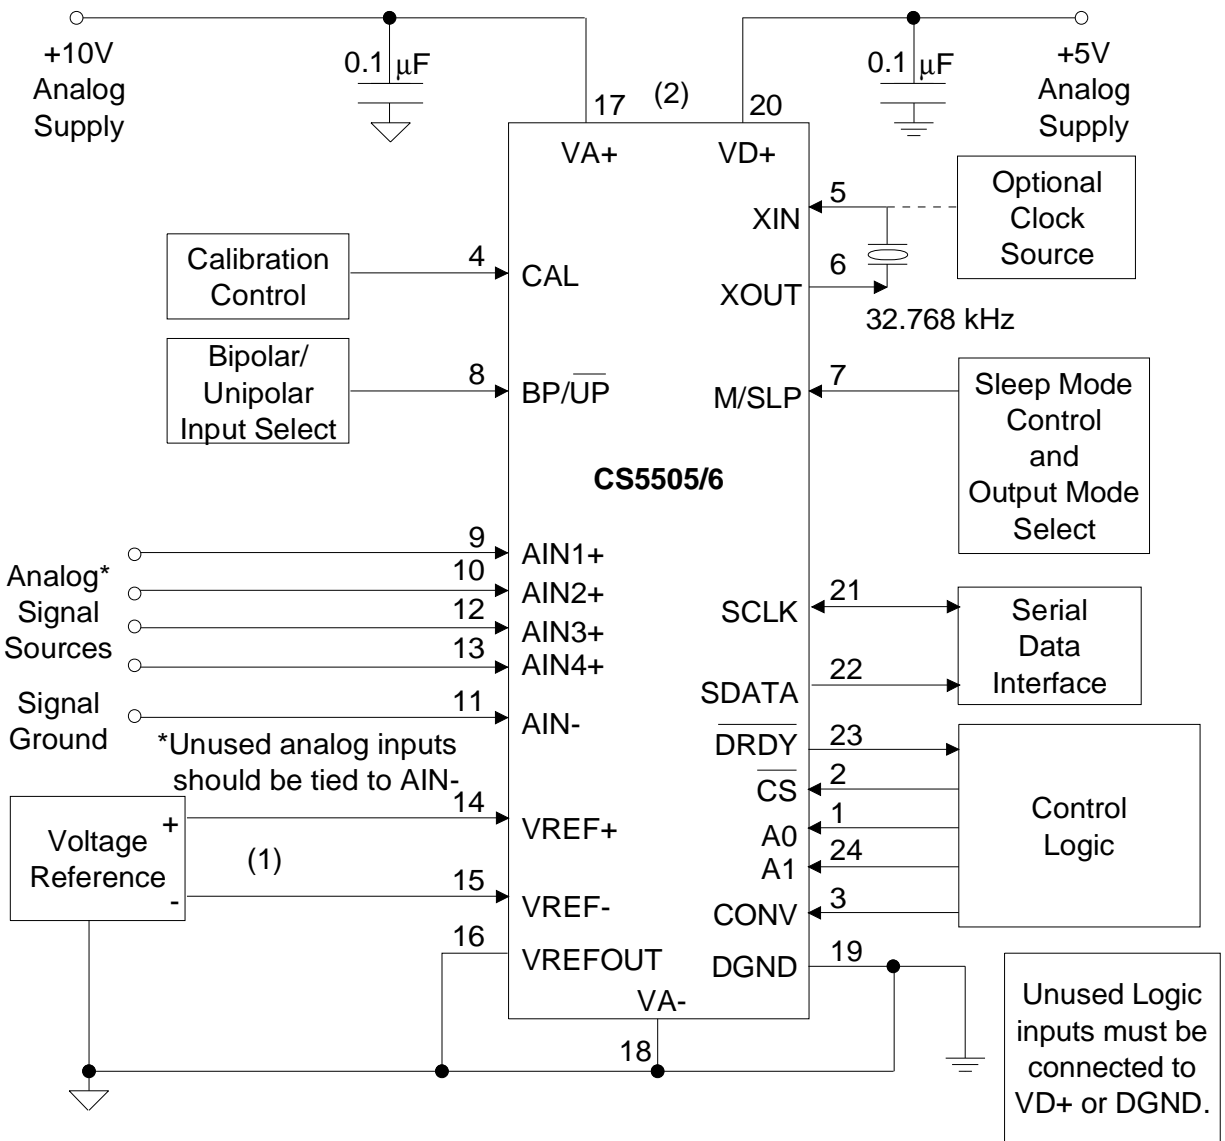 +10V
Analog
Supply
0.1 µF
17
(2)
20
0.1 µF
+5V
Analog
Supply
VA+
VD+
Calibration
Control
4
CAL
Bipolar/
Unipolar
Input Select
8
BP/UP
XIN
5
Optional
Clock
Source
XOUT
6
32.768 kHz
M/SLP
7
Sleep Mode
Control
and
Output Mode
Select
CS5505/6
Analog*
Signal
Sources
9
AIN1+
10
AIN2+
12
AIN3+
13
AIN4+
Signal
Ground
11
AIN-
*Unused analog inputs
should be tied to AIN-
SCLK
21
SDATA
22
Serial
Data
Interface
DRDY
23
CS
2
A0
1
A1
24
CONV
3
Control
Logic
Voltage
Reference
+
-
(1)
14
VREF+
15
VREF-
16
VREFOUT
DGND
19
VA-
18
Unused Logic
inputs must be
connected to
VD+ or DGND.